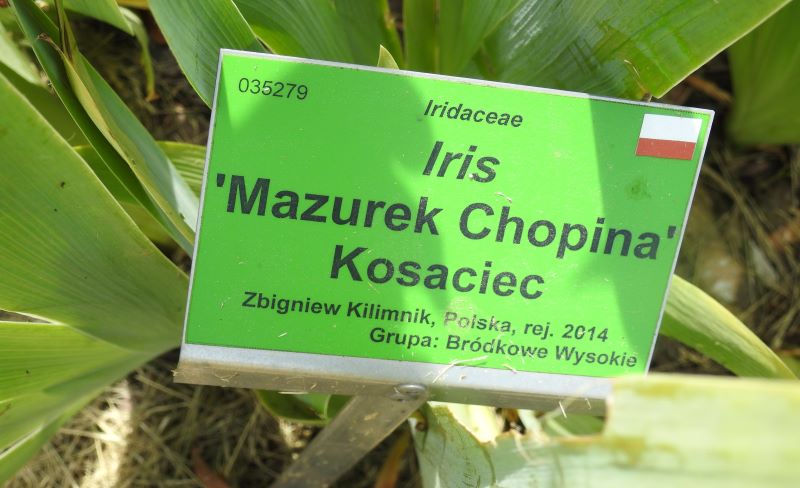 035279
Iridaceae
Iris
'Mazurek Chopina'
Kosaciec
Zbigniew Kilimnik, Polska, rej. 2014
Grupa: Bródkowe Wysokie